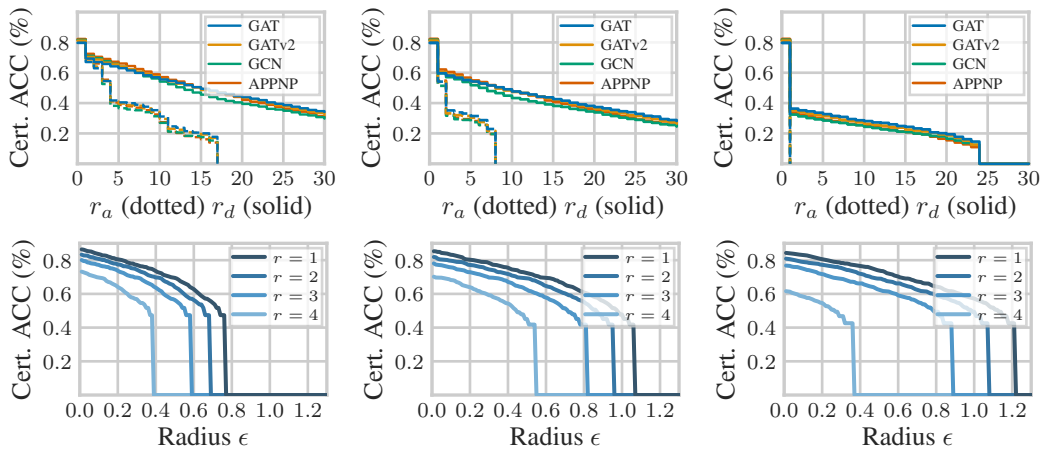 Cert. ACC (%)
0.8
0.6
0.4
0.2
0 5 10 15 20 25 30
r_a (dotted) r_d (solid)
GAT
GATv2
GCN
APPNP
Cert. ACC (%)
0.8
0.6
0.4
0.2
0 5 10 15 20 25 30
r_a (dotted) r_d (solid)
GAT
GATv2
GCN
APPNP
Cert. ACC (%)
0.8
0.6
0.4
0.2
0 5 10 15 20 25 30
r_a (dotted) r_d (solid)
GAT
GATv2
GCN
APPNP
Cert. ACC (%)
0.8
0.6
0.4
0.2
0.0 0.2 0.4 0.6 0.8 1.0 1.2
Radius ϵ
r = 1
r = 2
r = 3
r = 4
Cert. ACC (%)
0.8
0.6
0.4
0.2
0.0 0.2 0.4 0.6 0.8 1.0 1.2
Radius ϵ
r = 1
r = 2
r = 3
r = 4
Cert. ACC (%)
0.8
0.6
0.4
0.2
0.0 0.2 0.4 0.6 0.8 1.0 1.2
Radius ϵ
r = 1
r = 2
r = 3
r = 4